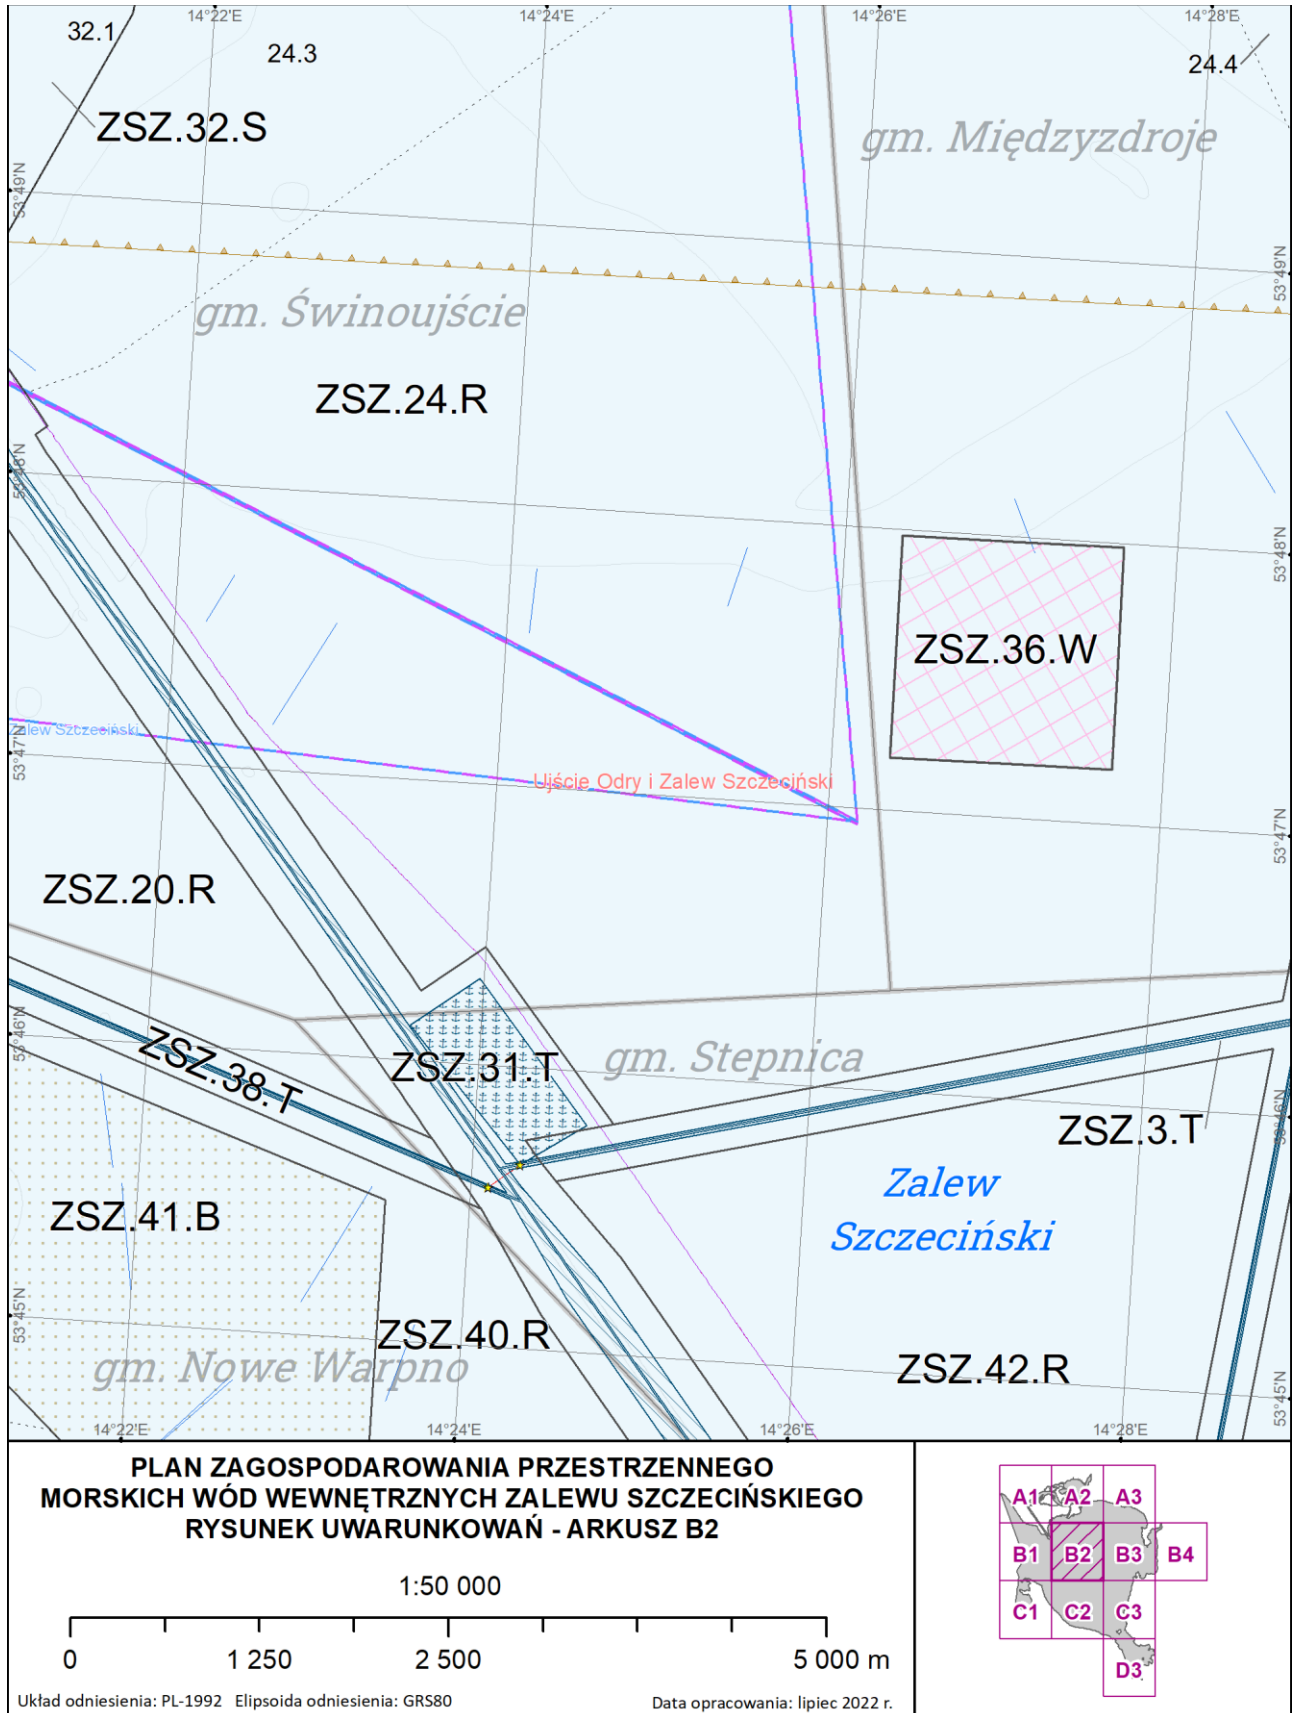 14°22'E
14°24'E
14°26'E
14°28'E
32.1
24.3
24.4
ZSZ.32.S
gm. Międzyzdroje
53°49'N
53°49'N
gm. Świnoujście
ZSZ.24.R
53°48'N
53°48'N
ZSZ.36.W
Zalew Szczeciński
53°47'N
Ujście Odry i Zalew Szczeciński
53°47'N
ZSZ.20.R
53°46'N
ZSZ.38.T
ZSZ.31.T
gm. Stepnica
53°46'N
ZSZ.3.T
Zalew
Szczeciński
ZSZ.41.B
53°45'N
ZSZ.40.R
gm. Nowe Warpno
ZSZ.42.R
53°45'N
14°22'E
14°24'E
14°26'E
14°28'E
PLAN ZAGOSPODAROWANIA PRZESTRZENNEGO
MORSKICH WÓD WEWNĘTRZNYCH ZALEWU SZCZECIŃSKIEGO
RYSUNEK UWARUNKOWAŃ - ARKUSZ B2
1:50 000
0 1 250 2 500 5 000 m
Układ odniesienia: PL-1992 Elipsoida odniesienia: GRS80
Data opracowania: lipiec 2022 r.
A1 A2 A3
B1 B2 B3 B4
C1 C2 C3
D3